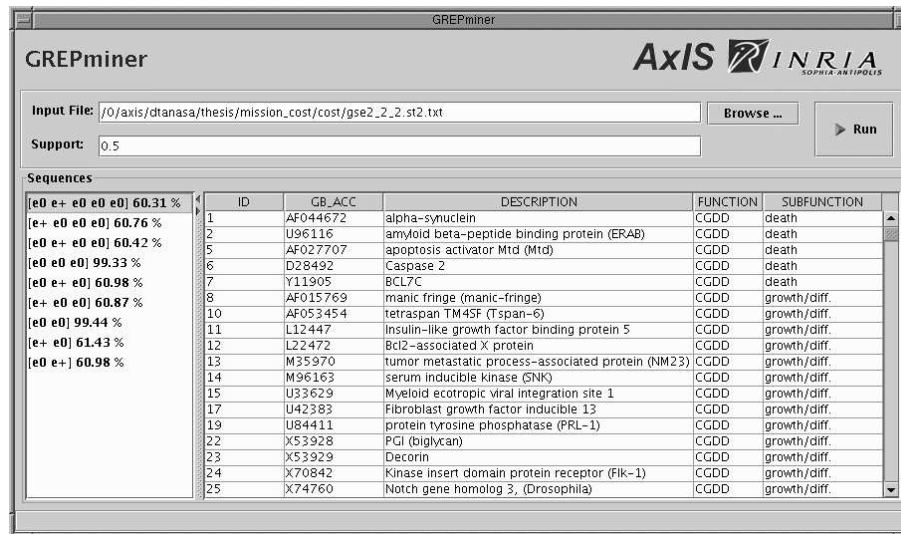 GREPminer
GREPminer
AxIS INRIA
SOPHIA-ANTIPOLIS
Input File: /0/axis/dtanasa/thesis/mission_cost/cost/gse2_2_2.st2.txt Browse ...
Support: 0.5
Run
Sequences
[e0 e+ e0 e0 e0] 60.31 %
[e+ e0 e0 e0] 60.76 %
[e0 e+ e0 e0] 60.42 %
[e0 e0 e0] 99.33 %
[e0 e+ e0] 60.98 %
[e+ e0 e0] 60.87 %
[e0 e0] 99.44 %
[e+ e0] 61.43 %
[e0 e+] 60.98 %
ID GB_ACC DESCRIPTION FUNCTION SUBFUNCTION
1 AF044672 alpha-synuclein CGDD death
2 U96116 amyloid beta-peptide binding protein (ERAB) CGDD death
5 AF027707 apoptosis activator Mtd (Mtd) CGDD death
6 D28492 Caspase 2 CGDD death
7 Y11905 BCL7C CGDD death
8 AF015769 manic fringe (manic-fringe) CGDD growth/diff.
10 AF053454 tetraspan TM4SF (Tspan-6) CGDD growth/diff.
11 L12447 Insulin-like growth factor binding protein 5 CGDD growth/diff.
12 L22472 Bcl2-associated X protein CGDD growth/diff.
13 M35970 tumor metastatic process-associated protein (NM23) CGDD growth/diff.
14 M96163 serum inducible kinase (SNK) CGDD growth/diff.
15 U33629 Myeloid ecotropic viral integration site 1 CGDD growth/diff.
17 U42383 Fibroblast growth factor inducible 13 CGDD growth/diff.
19 U84411 protein tyrosine phosphatase (PRL-1) CGDD growth/diff.
22 X53928 PGI (biglycan) CGDD growth/diff.
23 X53929 Decorin CGDD growth/diff.
24 X70842 Kinase insert domain protein receptor (Flk-1) CGDD growth/diff.
25 X74760 Notch gene homolog 3, (Drosophila) CGDD growth/diff.